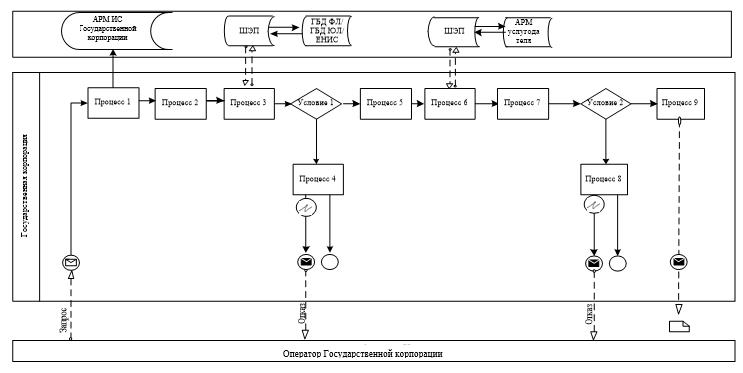 АРМ ИС
Государственной
корпорации
ШЭП
ГБД ФЛ/
ГБД ЮЛ/
ЕНИС
ШЭП
АРМ
услугода
теля
Государственная корпорация
Процесс 1
Процесс 2
Процесс 3
Условие 1
Процесс 5
Процесс 6
Процесс 7
Условие 2
Процесс 9
Процесс 4
Процесс 8
Запрос
Отказ
Отказ
Оператор Государственной корпорации